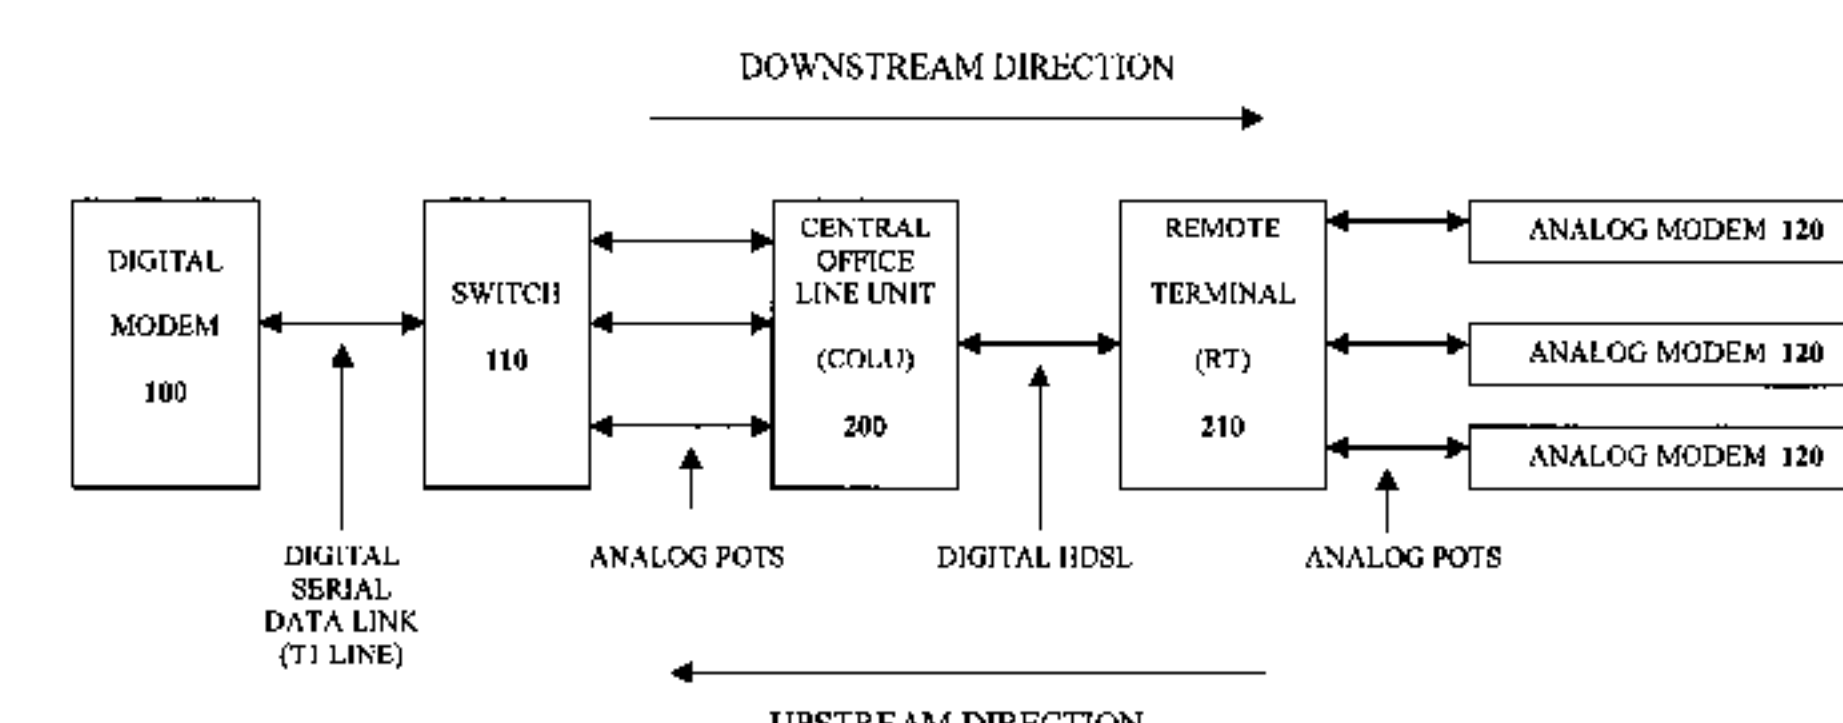 DOWNSTREAM DIRECTION
DIGITAL
MODEM
100
SWITCH
110
CENTRAL
OFFICE
LINE UNIT
(COLU)
200
REMOTE
TERMINAL
(RT)
210
ANALOG MODEM 120
ANALOG MODEM 120
ANALOG MODEM 120
DIGITAL
SERIAL
DATA LINK
(T1 LINE)
ANALOG POTS
DIGITAL HDSL
ANALOG POTS
UPSTREAM DIRECTION